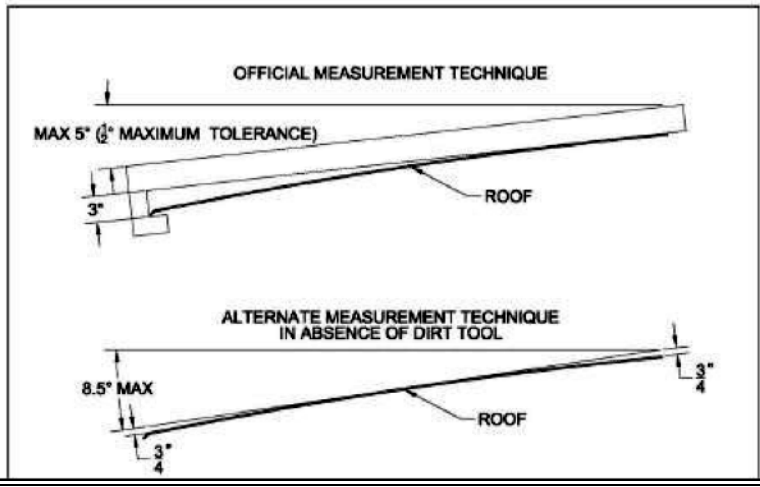 OFFICIAL MEASUREMENT TECHNIQUE
MAX 5° (½° MAXIMUM TOLERANCE)
3"
ROOF
ALTERNATE MEASUREMENT TECHNIQUE
IN ABSENCE OF DIRT TOOL
8.5° MAX
3"
4
ROOF
3"
4